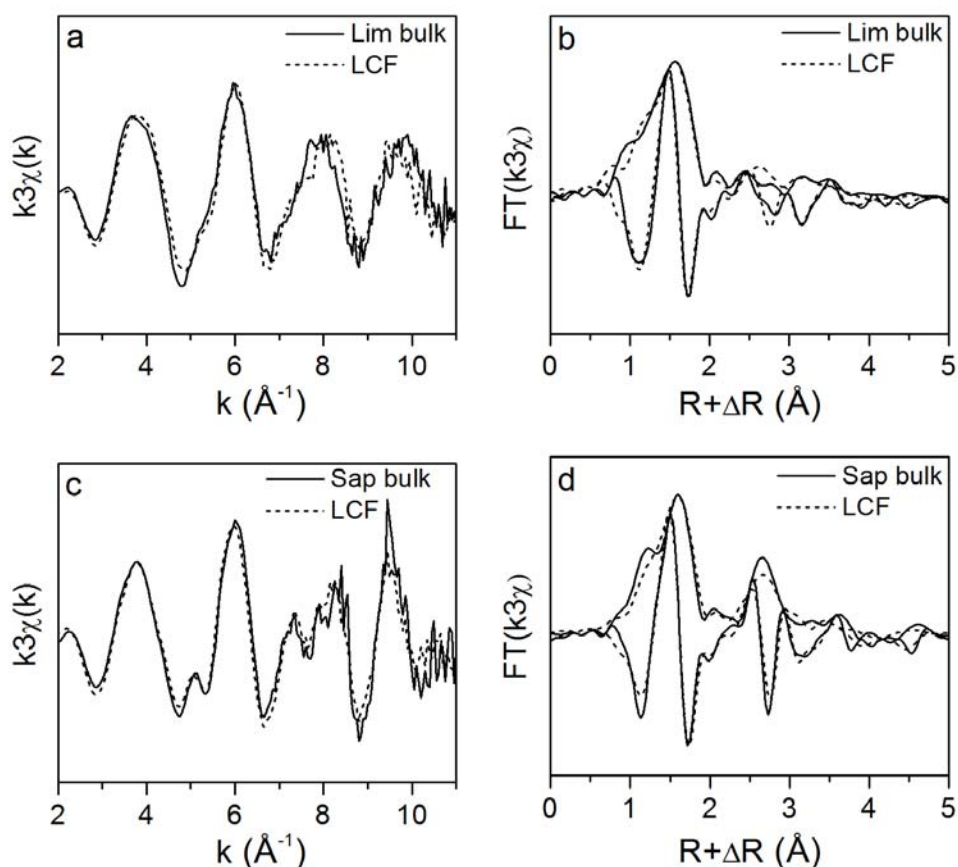 a
Lim bulk
LCF
k3χ(k)
2 4 6 8 10
k (Å⁻¹)
b
Lim bulk
LCF
FT(k3χ)
0 1 2 3 4 5
R+ΔR (Å)
c
Sap bulk
LCF
k3χ(k)
2 4 6 8 10
k (Å⁻¹)
d
Sap bulk
LCF
FT(k3χ)
0 1 2 3 4 5
R+ΔR (Å)